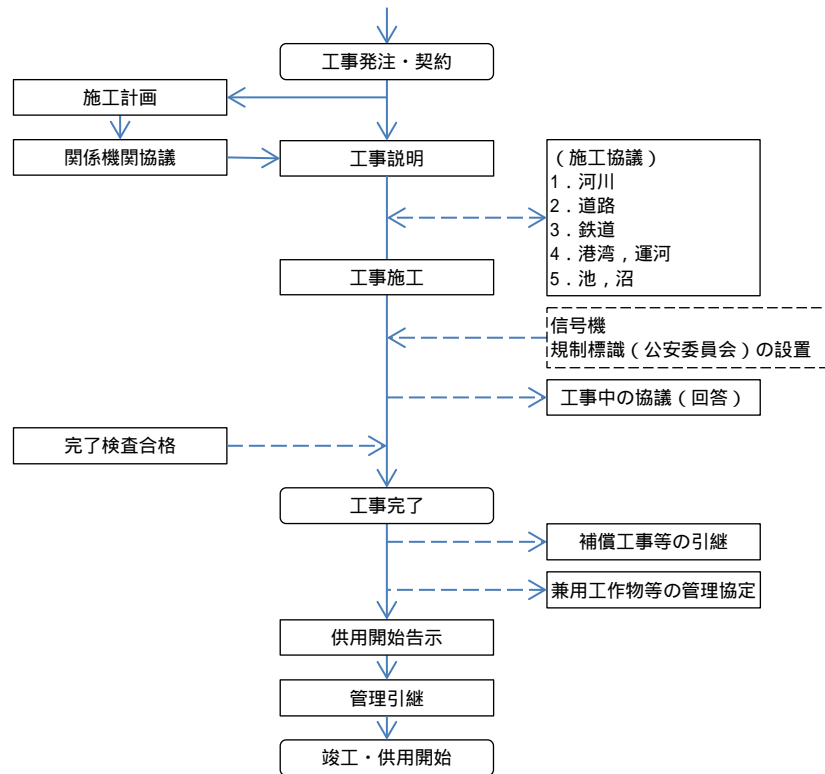 工事発注・契約
施工計画
関係機関協議
工事説明
（施工協議）
1．河川
2．道路
3．鉄道
4．港湾，運河
5．池，沼
工事施工
信号機
規制標識（公安委員会）の設置
工事中の協議（回答）
完了検査合格
工事完了
補償工事等の引継
兼用工作物等の管理協定
供用開始告示
管理引継
竣工・供用開始